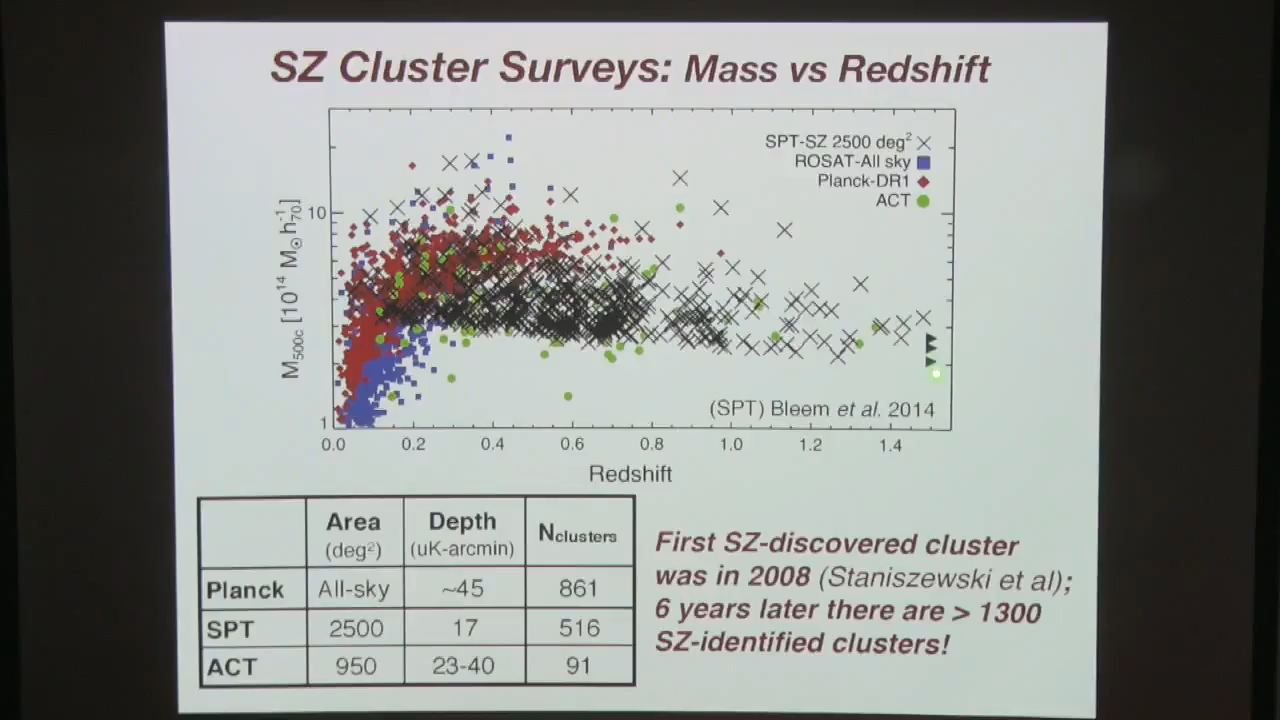 SZ Cluster Surveys: Mass vs Redshift
SPT-SZ 2500 deg²
ROSAT-All sky
Planck-DR1
ACT
M500c [10¹⁴ M☉ h₇₀⁻¹]
10
1
(SPT) Bleem et al. 2014
0.0 0.2 0.4 0.6 0.8 1.0 1.2 1.4
Redshift
Area Depth Nclusters
(deg²) (uK-arcmin)
Planck All-sky ~45 861
SPT 2500 17 516
ACT 950 23-40 91
First SZ-discovered cluster
was in 2008 (Staniszewski et al);
6 years later there are > 1300
SZ-identified clusters!